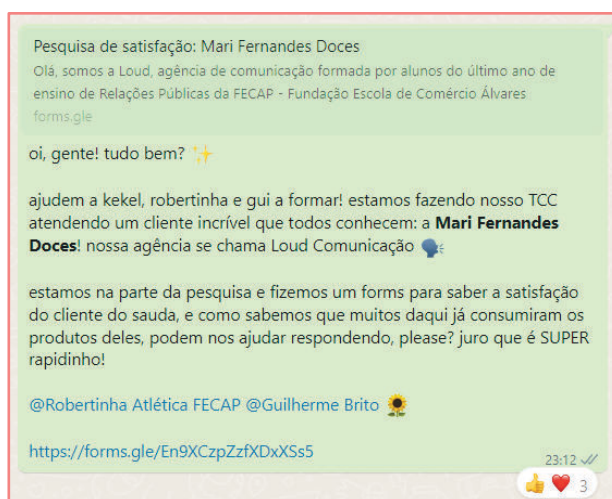 Pesquisa de satisfação: Mari Fernandes Doces
Olá, somos a Loud, agência de comunicação formada por alunos do último ano de
ensino de Relações Públicas da FECAP - Fundação Escola de Comércio Álvares
forms.gle
oi, gente! tudo bem? ✨
ajudem a kekel, robertinha e gui a formar! estamos fazendo nosso TCC
atendendo um cliente incrível que todos conhecem: a Mari Fernandes
Doces! nossa agência se chama Loud Comunicação 🗣️
estamos na parte da pesquisa e fizemos um forms para saber a satisfação
do cliente do sauda, e como sabemos que muitos daqui já consumiram os
produtos deles, podem nos ajudar respondendo, please? juro que é SUPER
rapidinho!
@Robertinha Atlética FECAP @Guilherme Brito 🌻
https://forms.gle/En9XCzpZzfXDxXSs5
23:12
👍❤️ 3